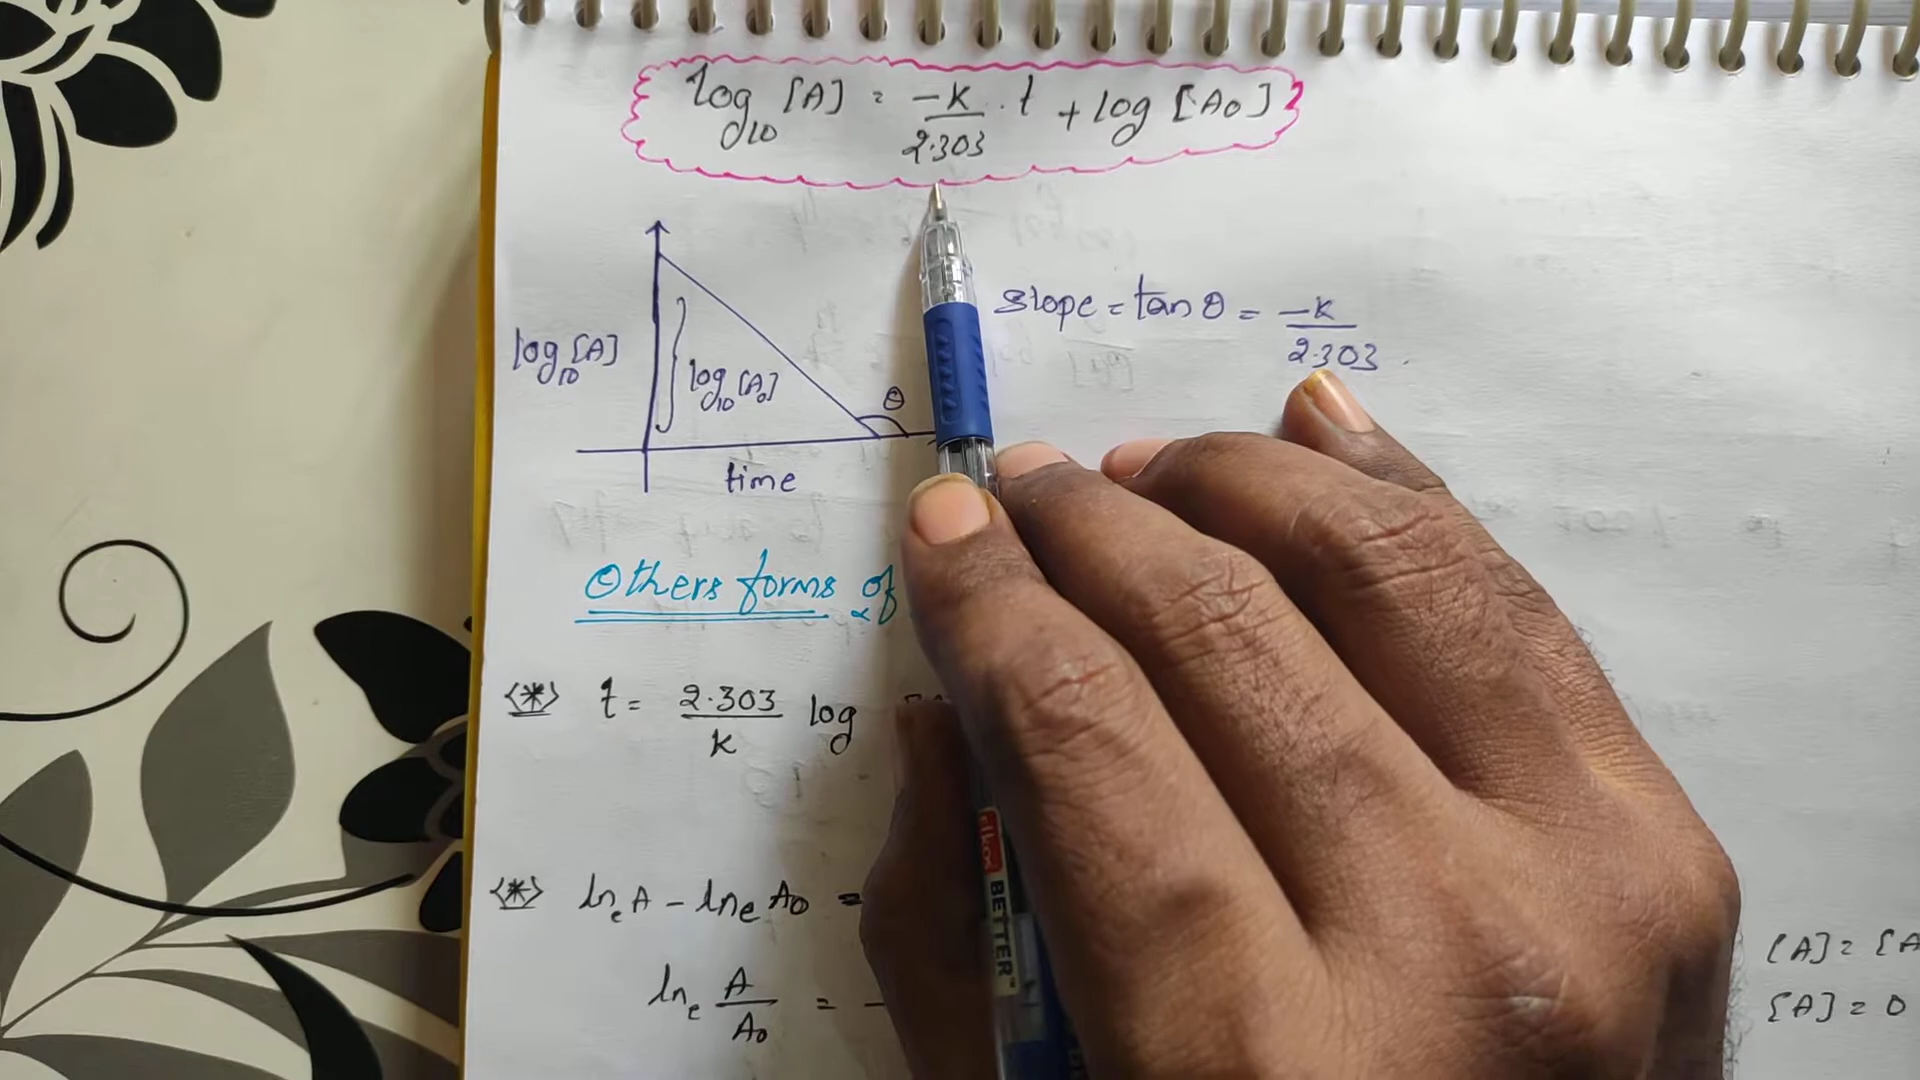 log₁₀ [A] = -K/2.303 . t + log [A₀]
Slope = tan θ = -K/2.303 .
log₁₀ [A]
log₁₀ [A₀]
θ
time
Others forms of
<*> t = 2.303/K log
<*> lnₑ A - lnₑ A₀ =
lnₑ A/A₀ = -
[A] = [A
[A] = 0
elkos BETTER